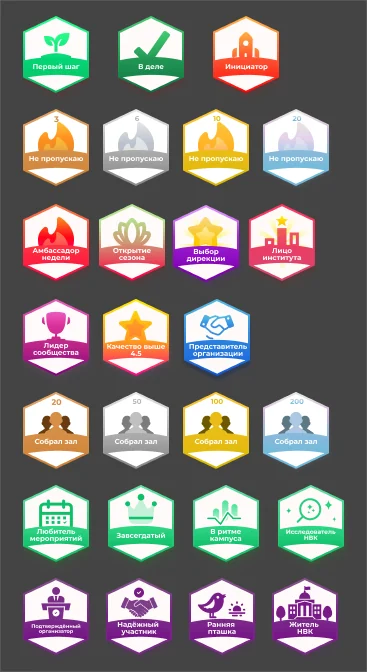 Первый шаг
В деле
Инициатор
3
Не пропускаю
6
Не пропускаю
10
Не пропускаю
20
Не пропускаю
Амбассадор
недели
Открытие
сезона
Выбор
дирекции
Лицо
института
Лидер
сообщества
Качество выше
4.5
Представитель
организации
20
Собрал зал
50
Собрал зал
100
Собрал зал
200
Собрал зал
Любитель
мероприятий
Завсегдатый
В ритме
кампуса
Исследователь
НВК
Подтверждённый
организатор
Надёжный
участник
Ранняя
пташка
Житель
НВК